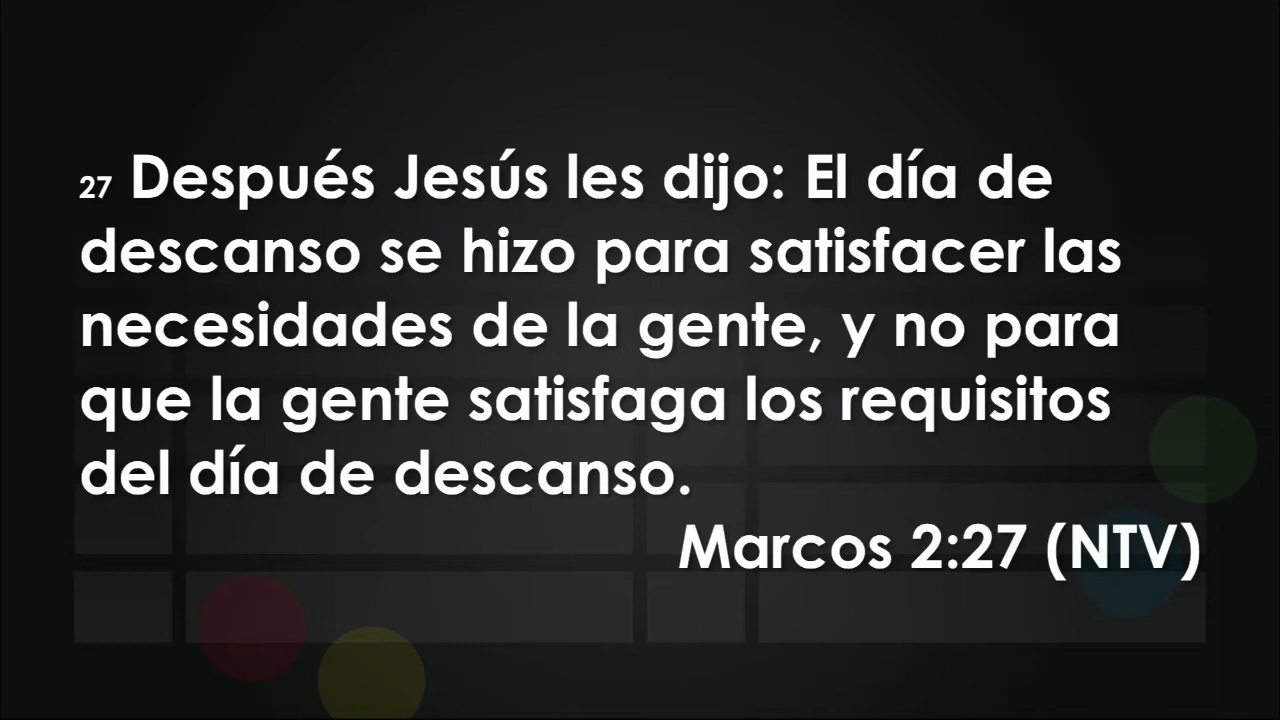 27 Después Jesús les dijo: El día de
descanso se hizo para satisfacer las
necesidades de la gente, y no para
que la gente satisfaga los requisitos
del día de descanso.
Marcos 2:27 (NTV)